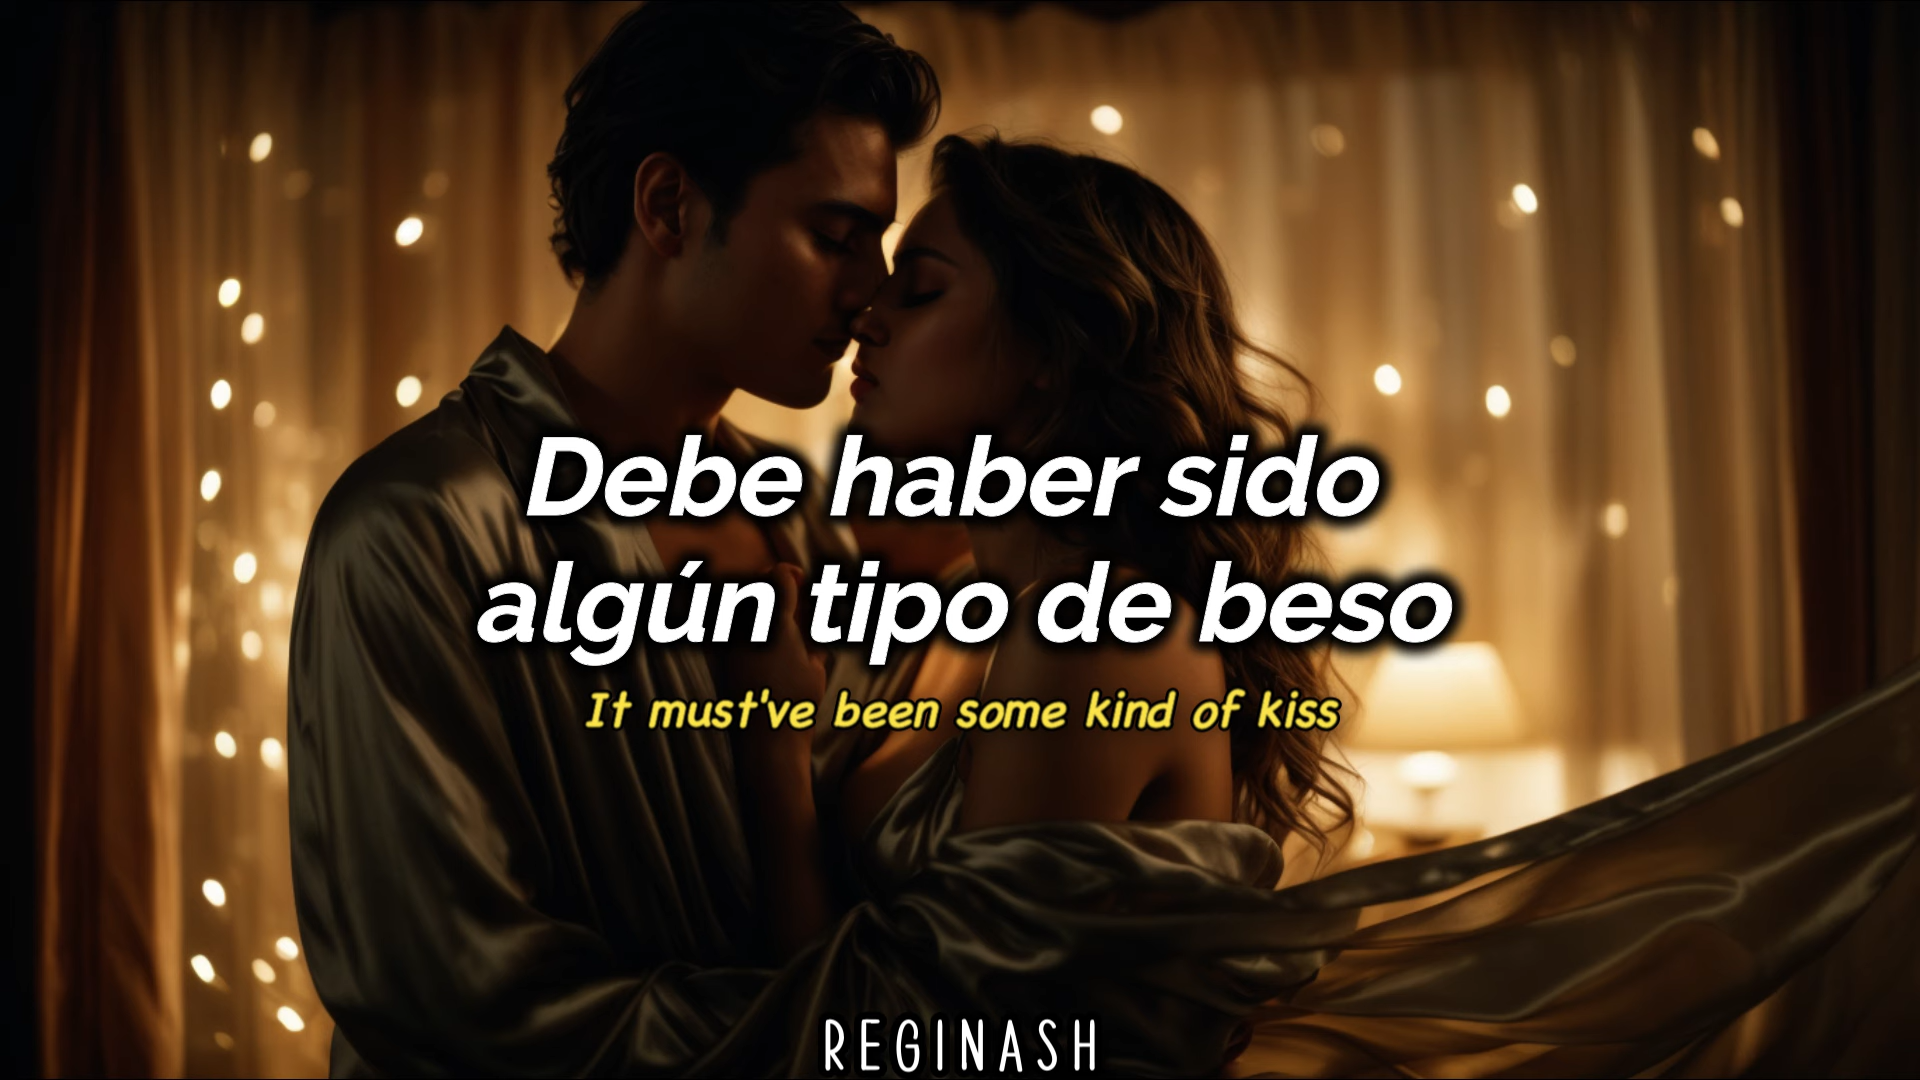 Debe haber sido
algún tipo de beso
It must've been some kind of kiss
REGINASH